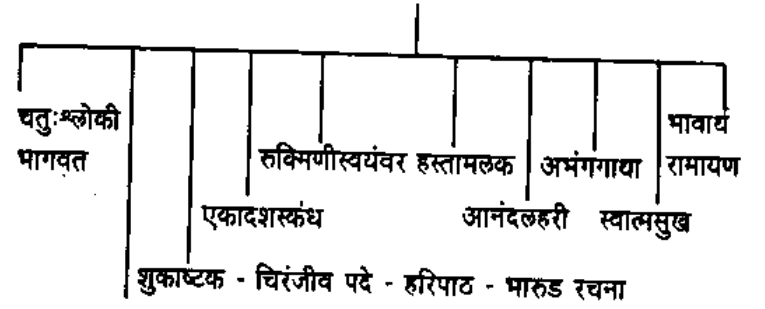 चतुःश्लोकी
भागवत
रुक्मिणीस्वयंवर हस्तामलक अभंगगाथा
भावार्थ
रामायण
एकादशस्कंध आनंदलहरी स्वात्मसुख
शुकाष्टक - चिरंजीव पदे - हरिपाठ - भारुड रचना